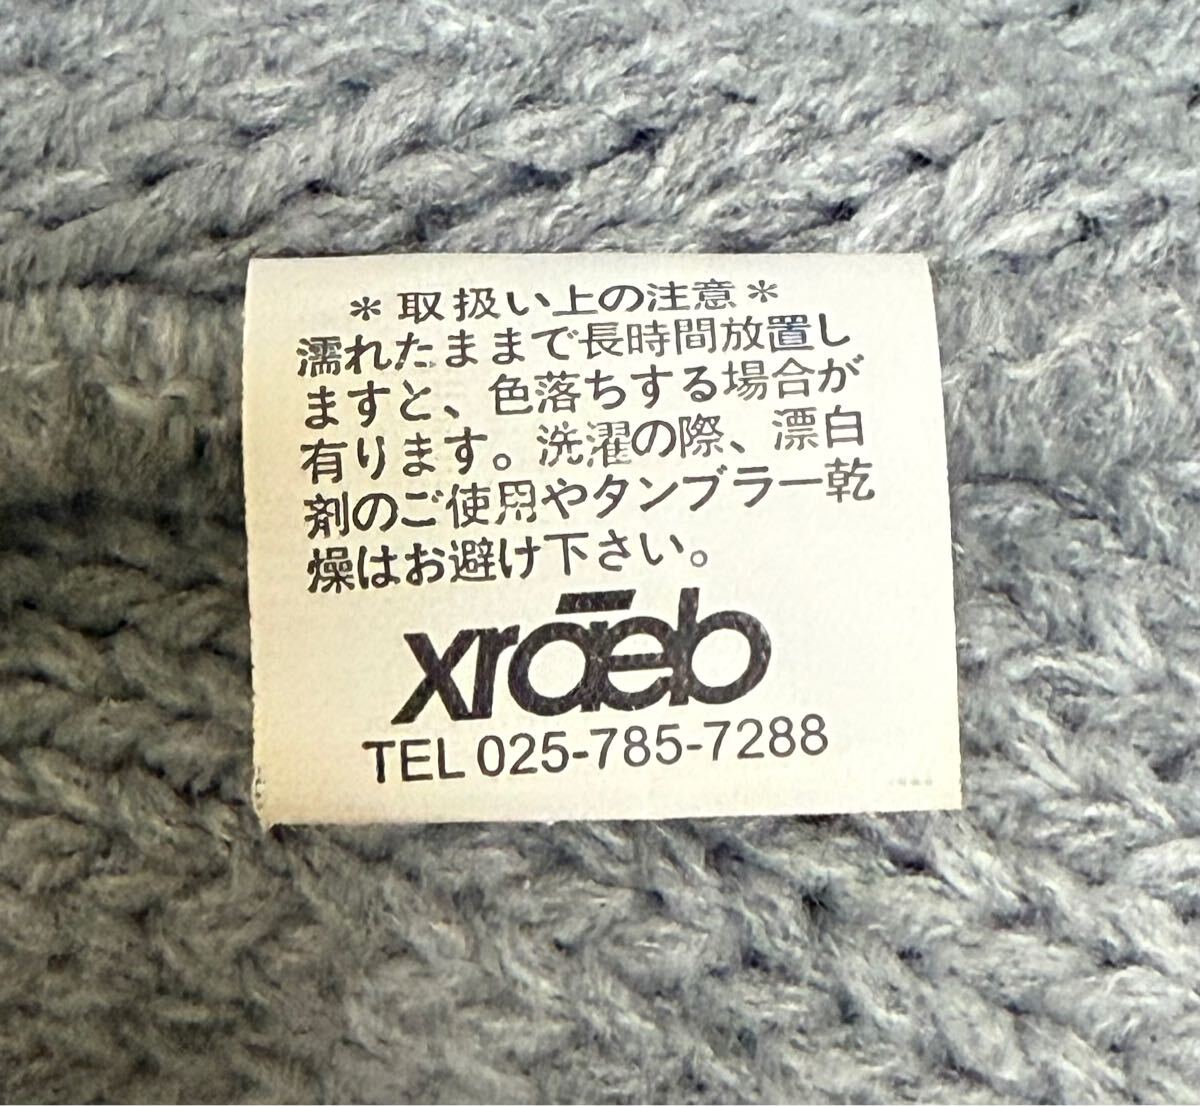 ＊取扱い上の注意＊
濡れたままで長時間放置し
ますと、色落ちする場合が
有ります。洗濯の際、漂白
剤のご使用やタンブラー乾
燥はお避け下さい。
xrāeb
TEL 025-785-7288